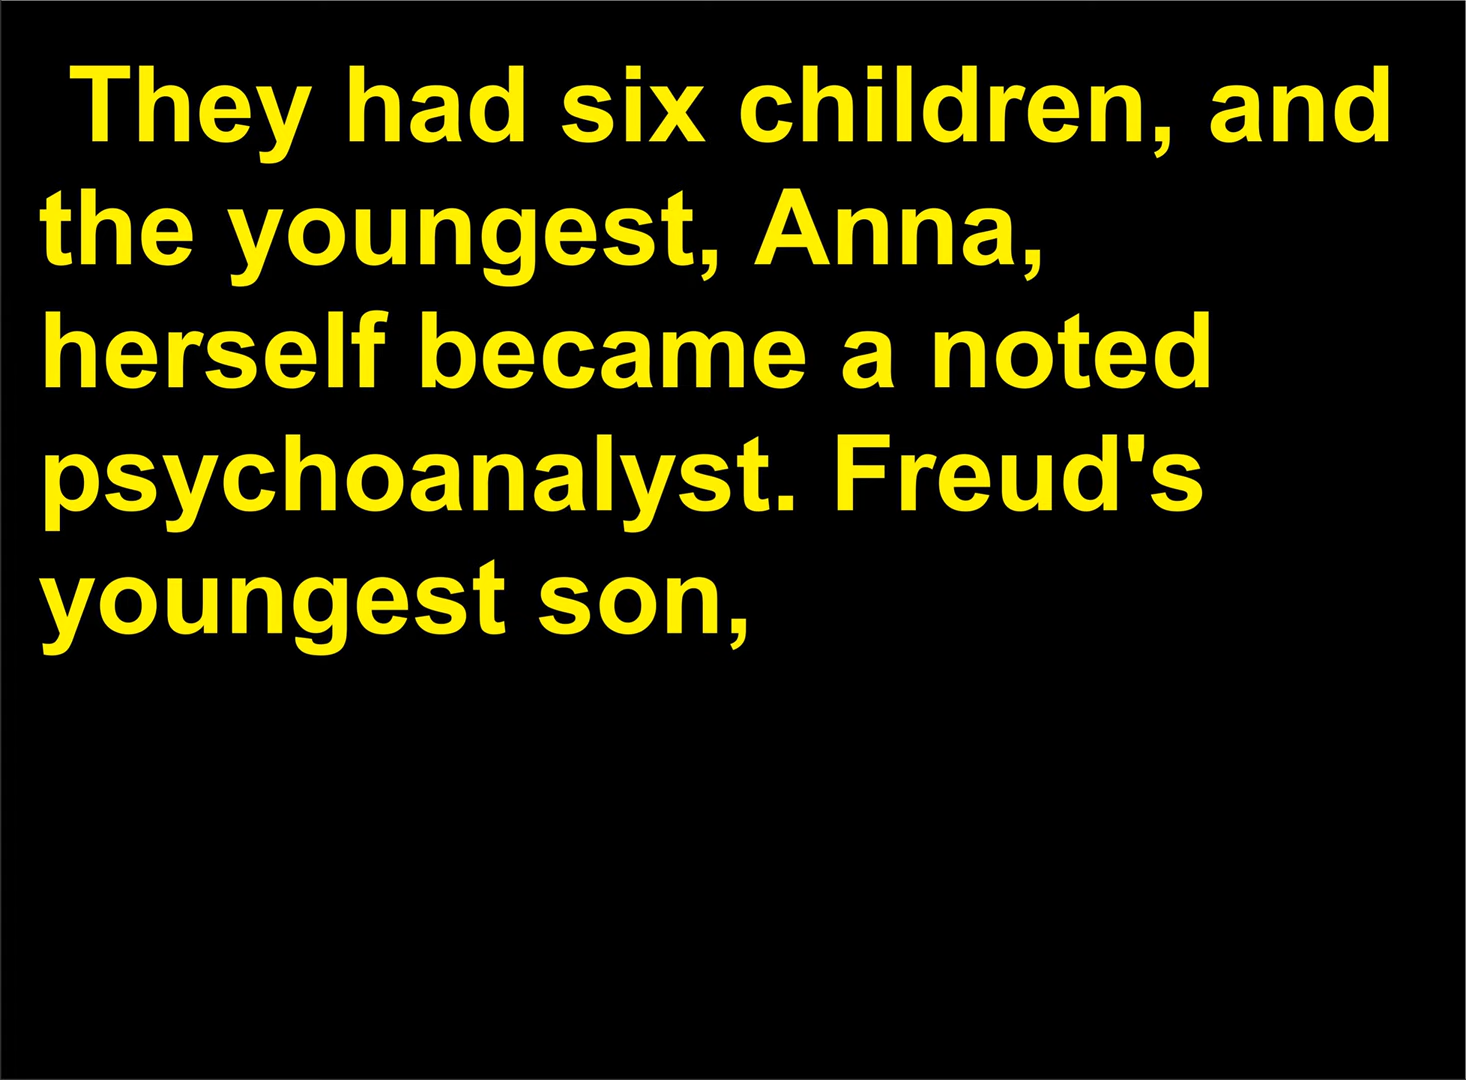 They had six children, and
the youngest, Anna,
herself became a noted
psychoanalyst. Freud's
youngest son,